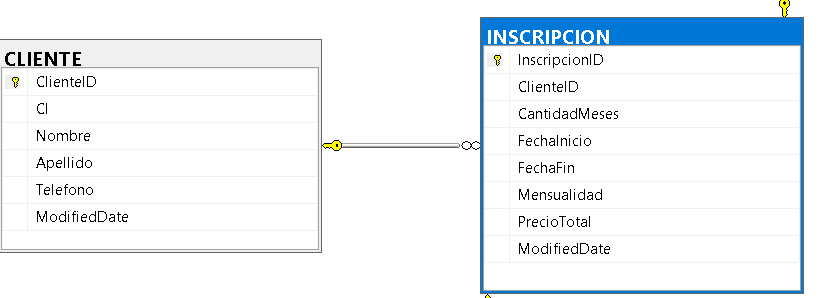 CLIENTE
ClienteID
CI
Nombre
Apellido
Telefono
ModifiedDate
INSCRIPCION
InscripcionID
ClienteID
CantidadMeses
FechaInicio
FechaFin
Mensualidad
PrecioTotal
ModifiedDate